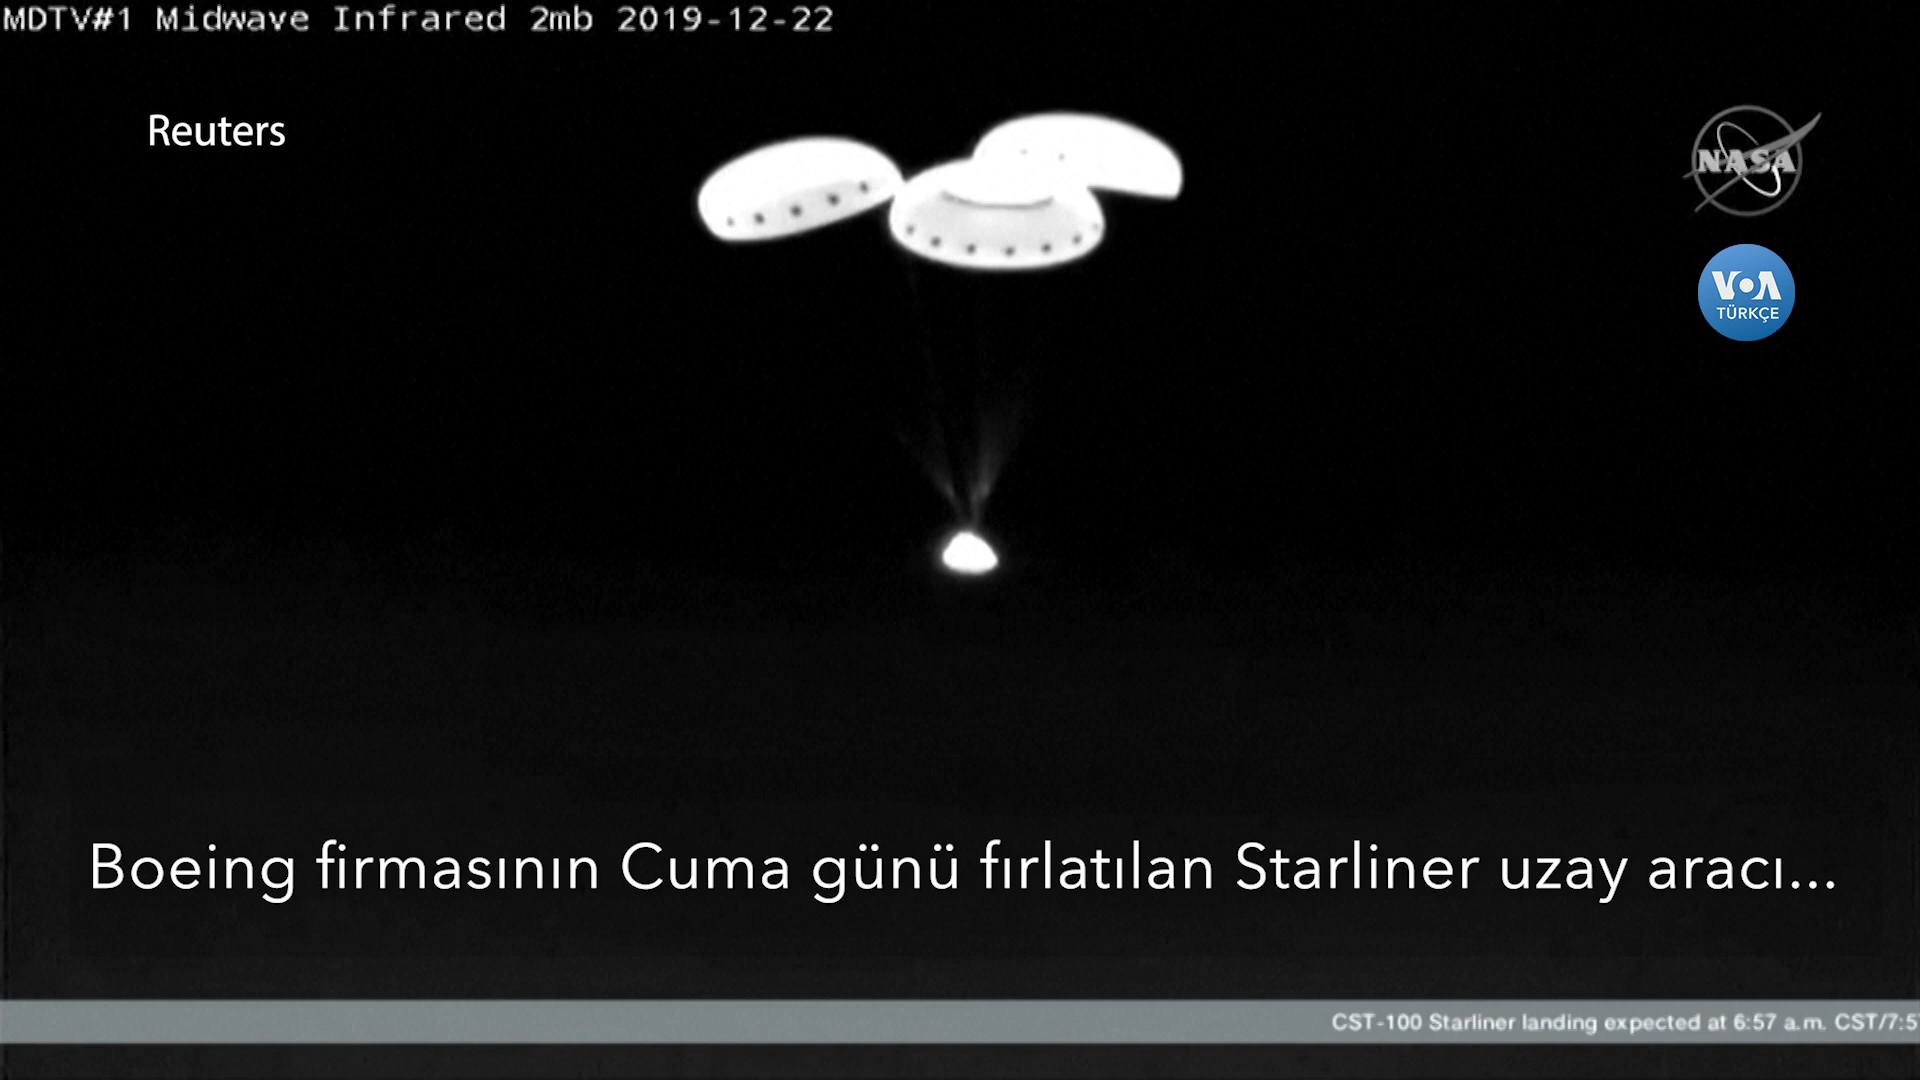 MDTV#1 Midwave Infrared 2mb 2019-12-22
Reuters
NASA
VOA
TÜRKÇE
Boeing firmasının Cuma günü fırlatılan Starliner uzay aracı...
CST-100 Starliner landing expected at 6:57 a.m. CST/7:5